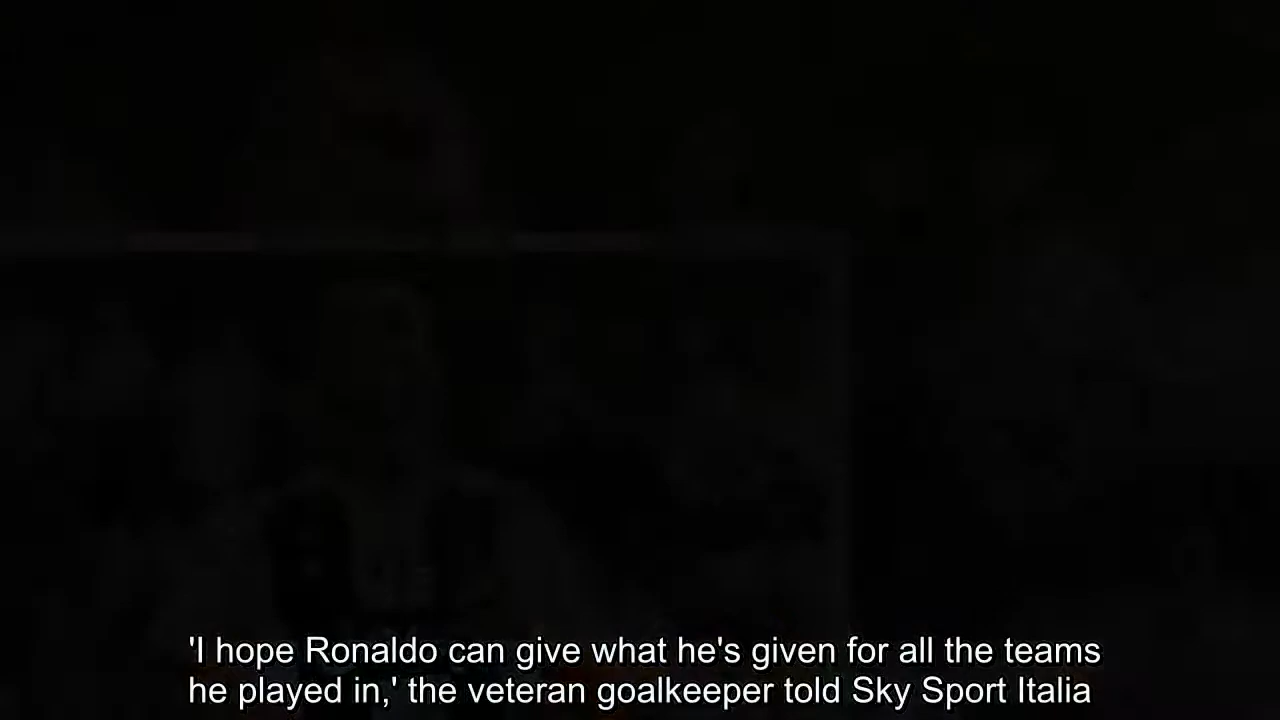 'I hope Ronaldo can give what he's given for all the teams
he played in,' the veteran goalkeeper told Sky Sport Italia